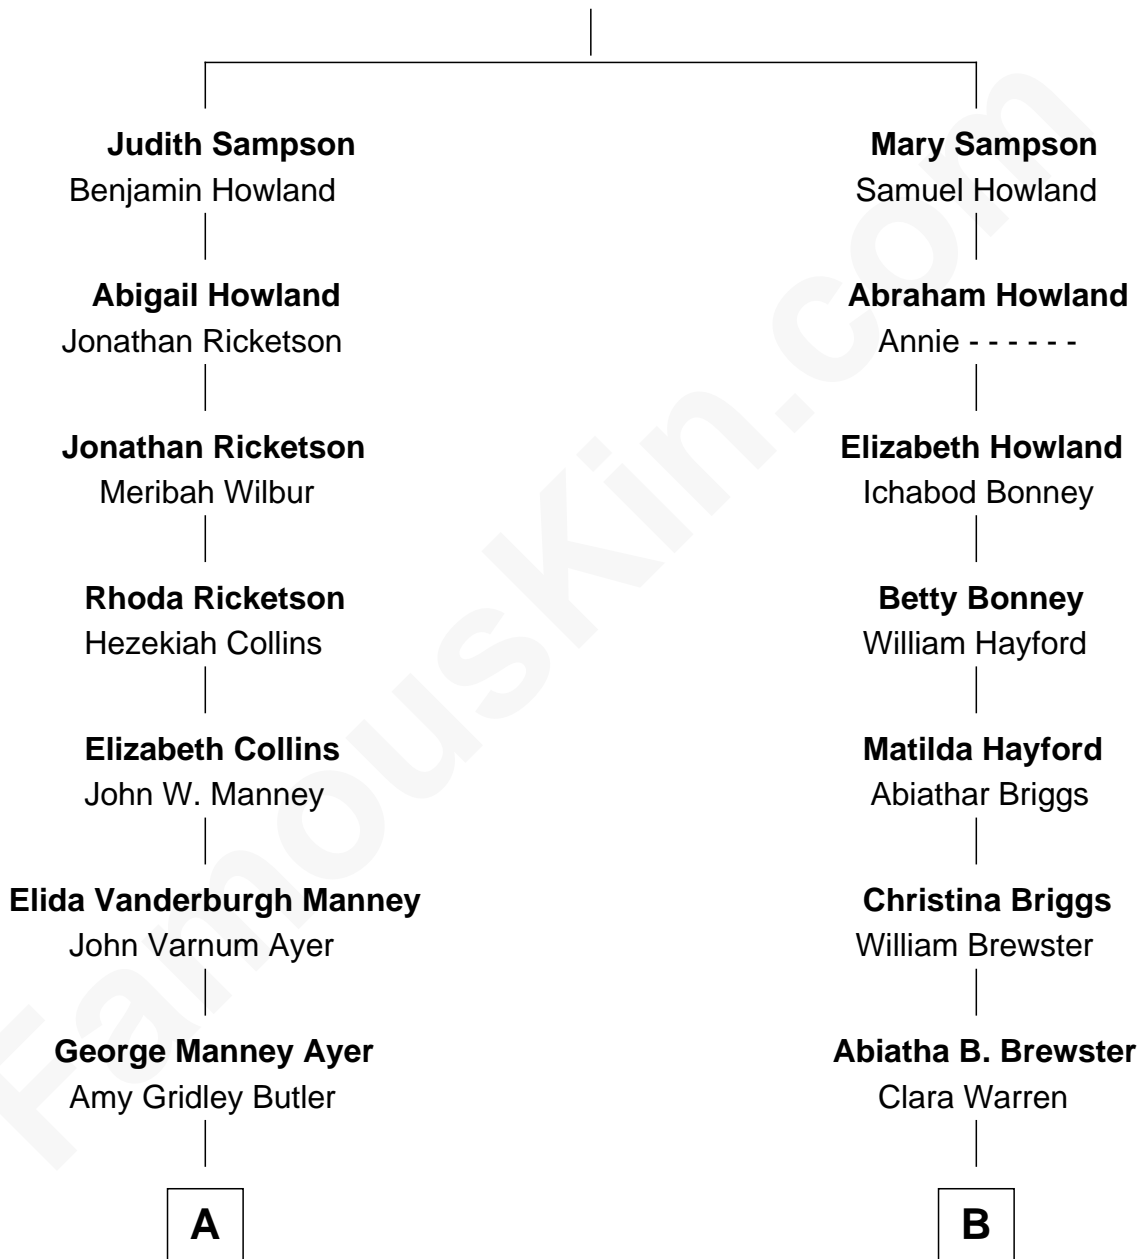 Judith Sampson
Benjamin Howland
Abigail Howland
Jonathan Ricketson
Jonathan Ricketson
Meribah Wilbur
Rhoda Ricketson
Hezekiah Collins
Elizabeth Collins
John W. Manney
Elida Vanderburgh Manney
John Varnum Ayer
George Manney Ayer
Amy Gridley Butler
A
Mary Sampson
Samuel Howland
Abraham Howland
Annie - - - - - -
Elizabeth Howland
Ichabod Bonney
Betty Bonney
William Hayford
Matilda Hayford
Abiathar Briggs
Christina Briggs
William Brewster
Abiatha B. Brewster
Clara Warren
B
FamousKin.com